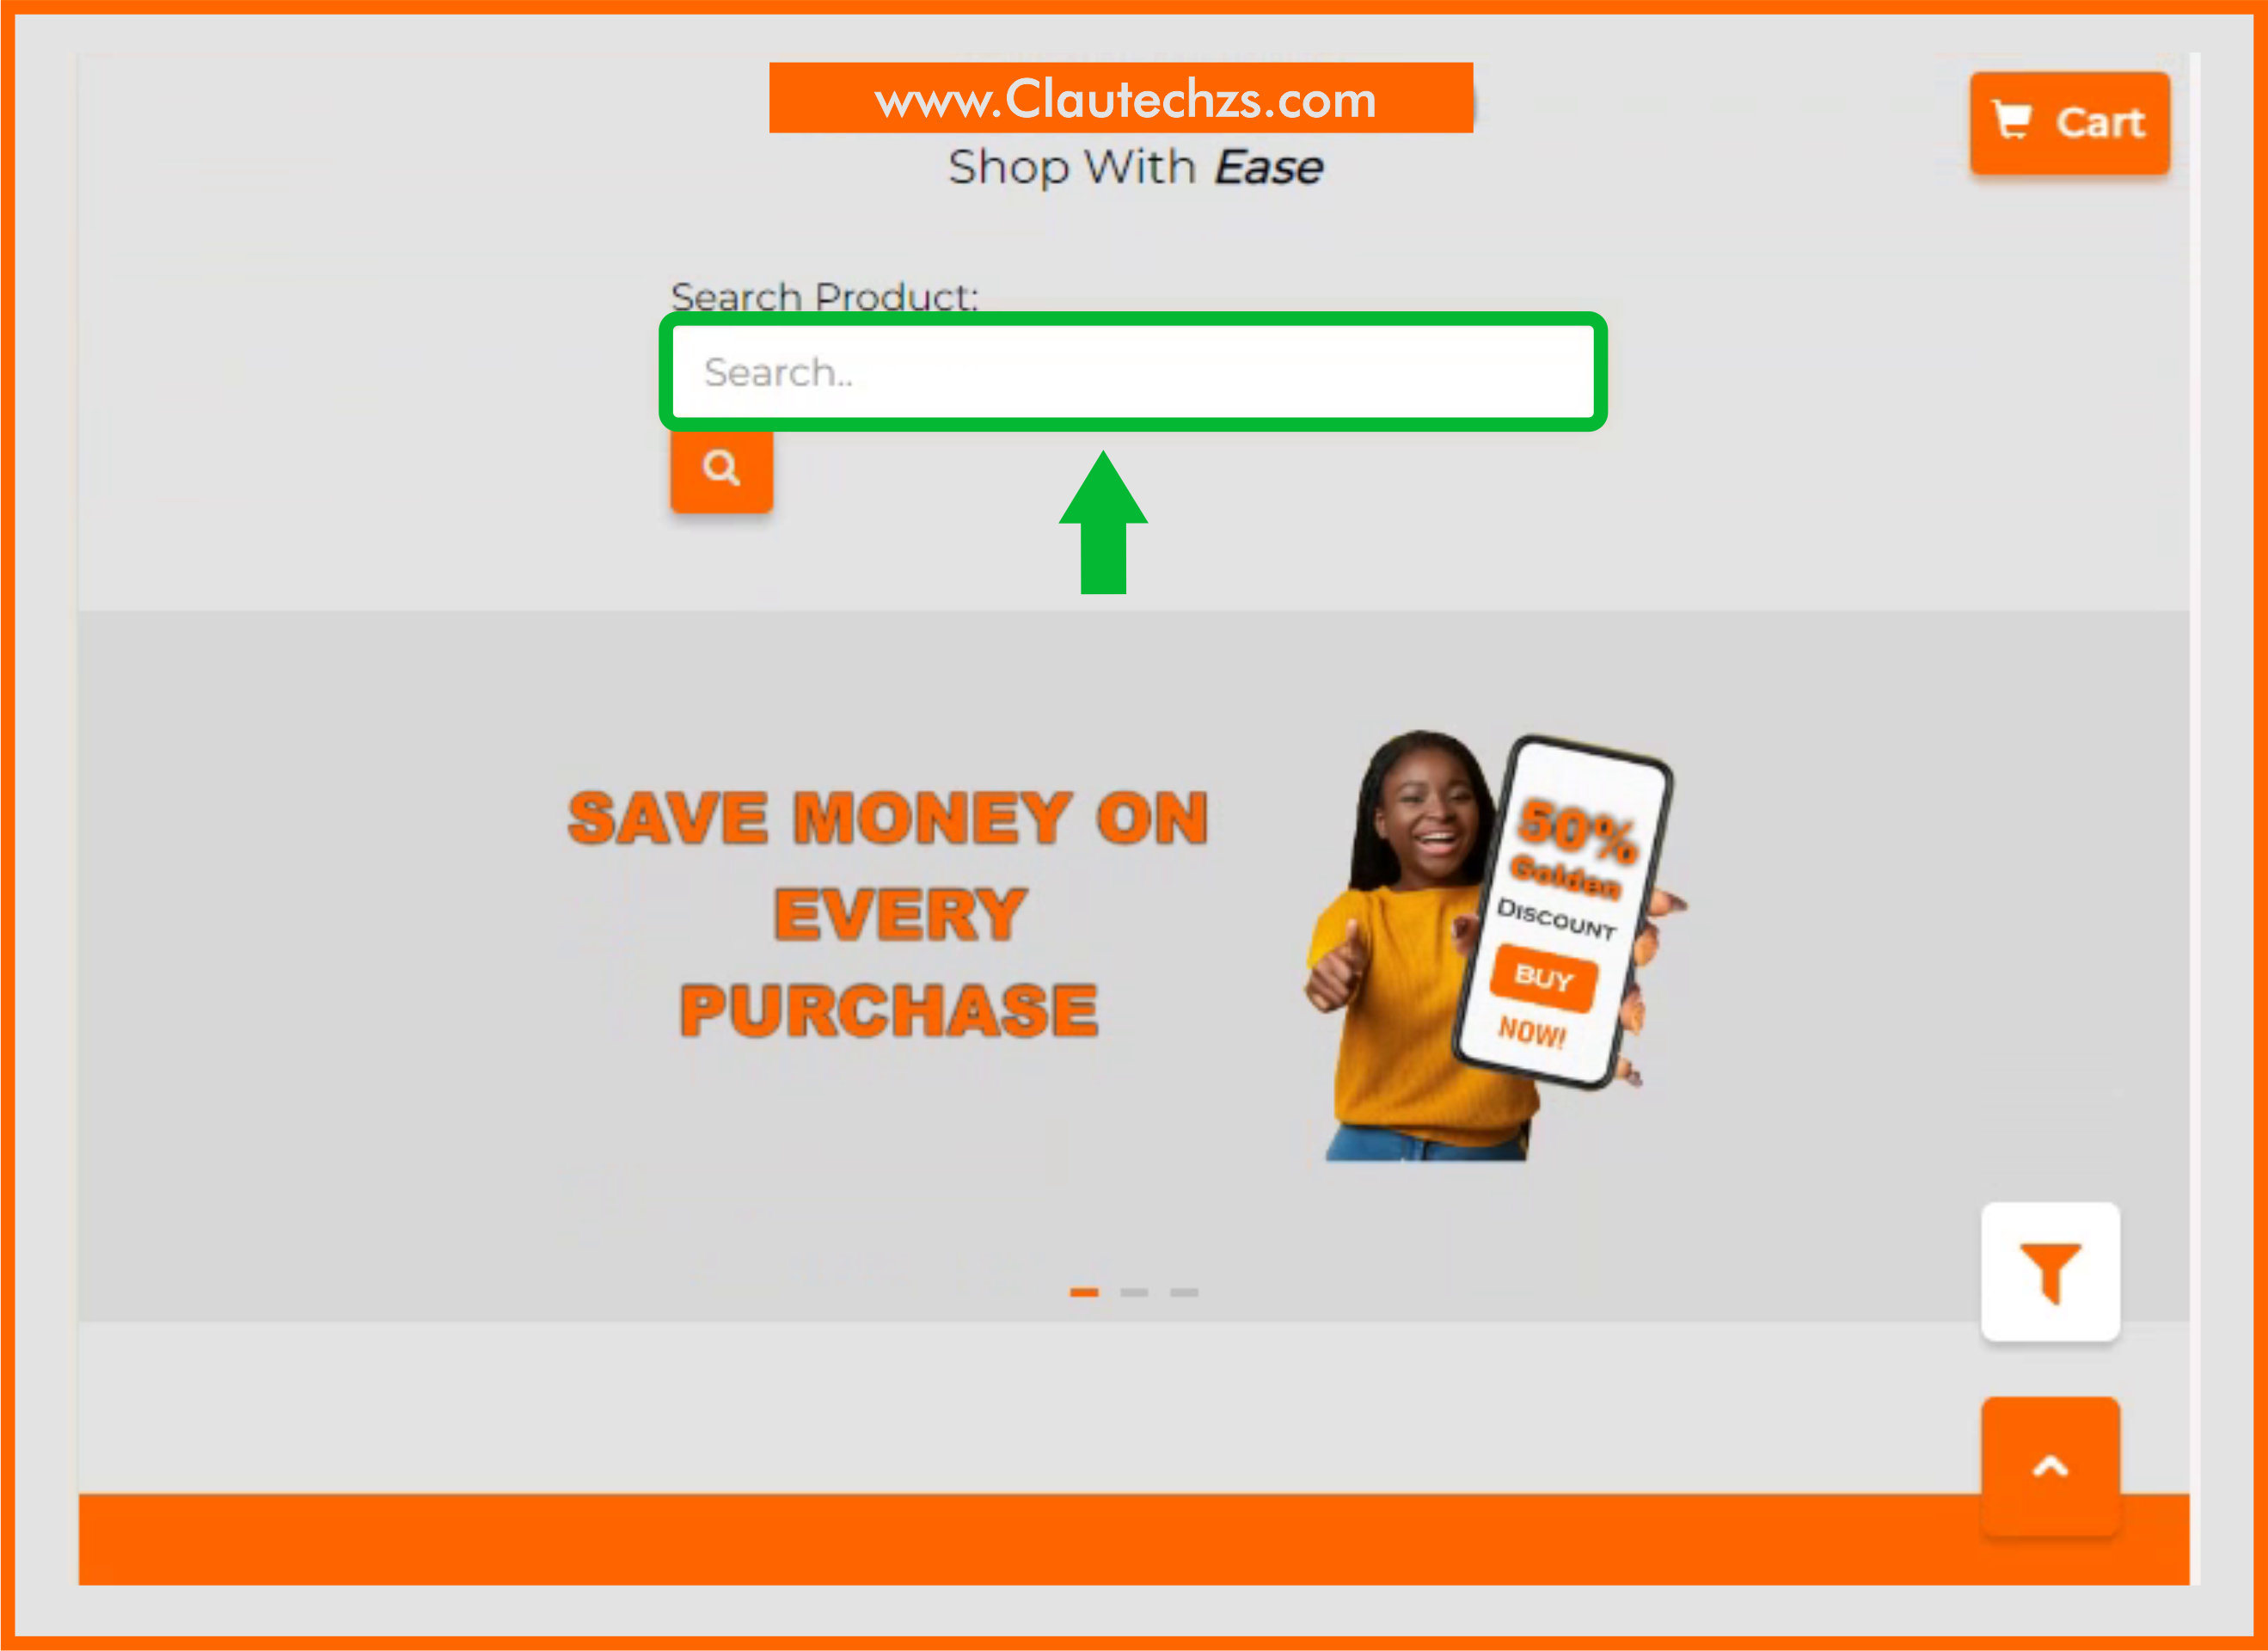 www.Clautechzs.com
Cart
Shop With Ease
Search Product:
Search..
SAVE MONEY ON
EVERY
PURCHASE
50%
Golden
DISCOUNT
BUY
NOW!